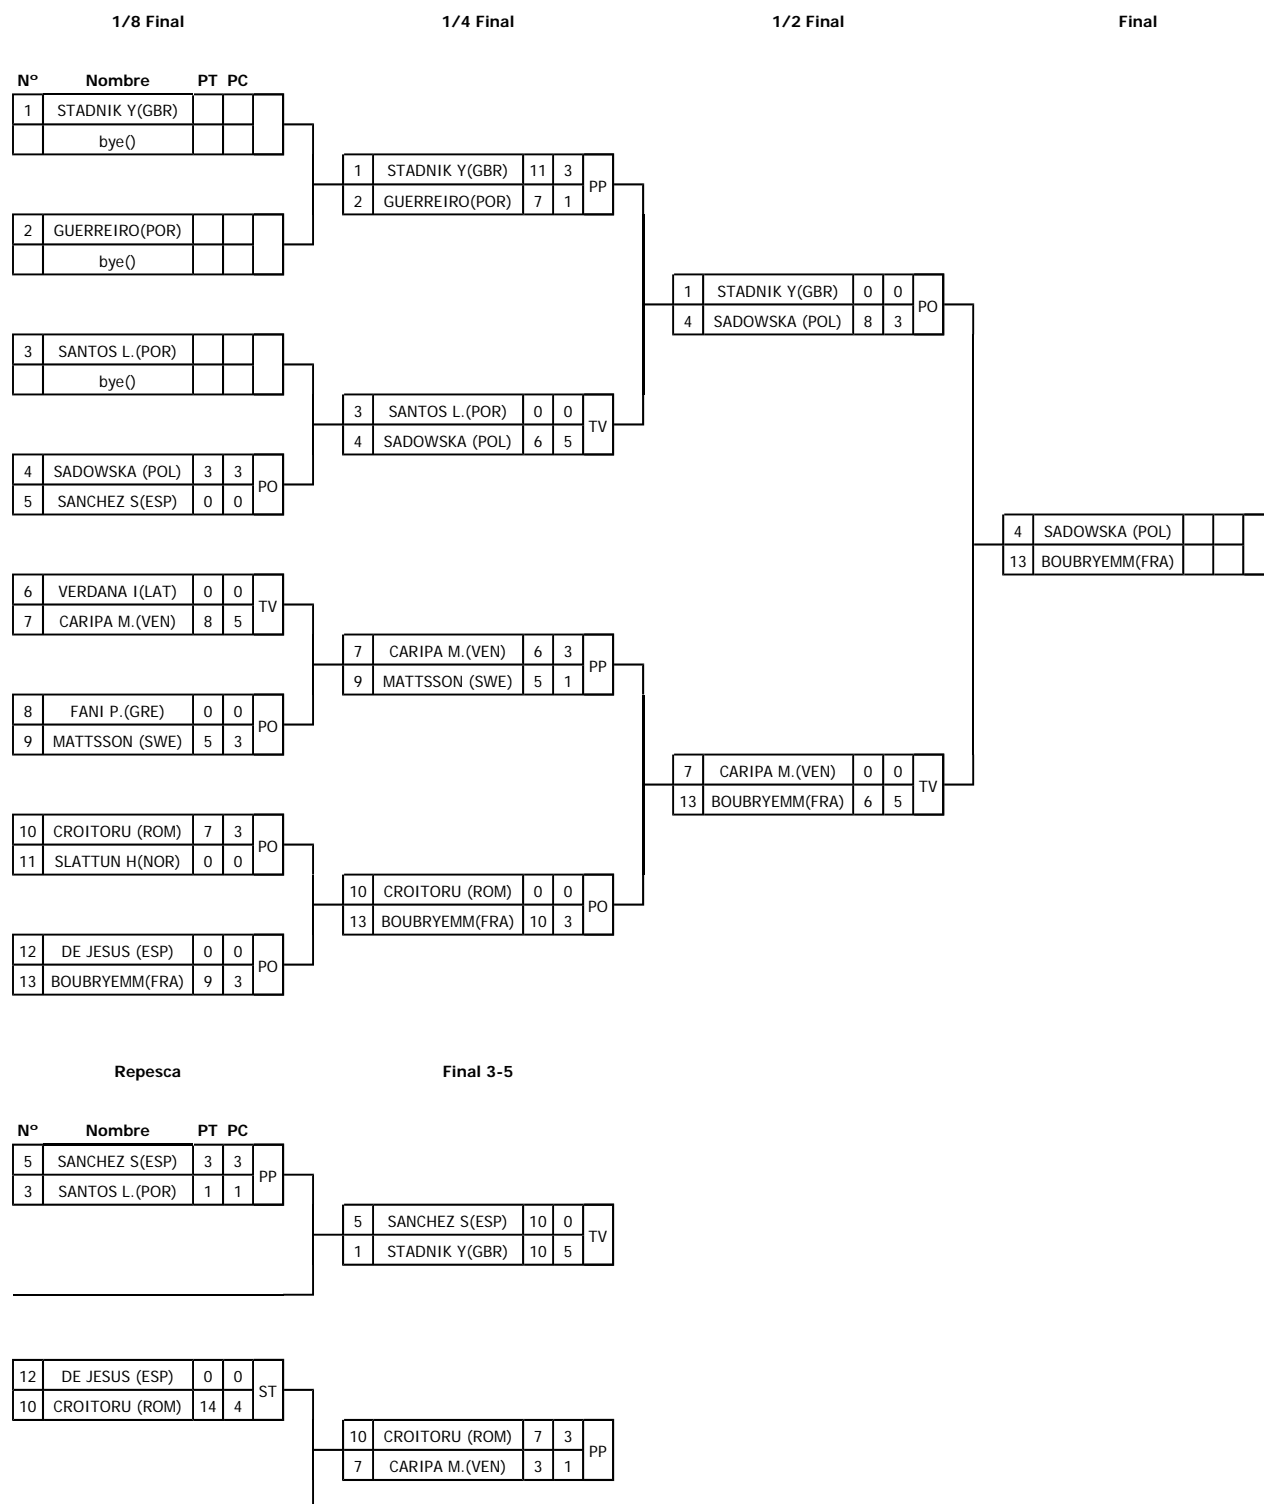 1/8 Final 1/4 Final 1/2 Final Final
Nº Nombre PT PC
1 STADNIK Y(GBR)
bye()
1 STADNIK Y(GBR) 11 3 PP
2 GUERREIRO(POR) 7 1
2 GUERREIRO(POR)
bye()
1 STADNIK Y(GBR) 0 0 PO
4 SADOWSKA (POL) 8 3
3 SANTOS L.(POR)
bye()
3 SANTOS L.(POR) 0 0 TV
4 SADOWSKA (POL) 6 5
4 SADOWSKA (POL) 3 3 PO
5 SANCHEZ S(ESP) 0 0
4 SADOWSKA (POL)
13 BOUBRYEMM(FRA)
6 VERDANA I(LAT) 0 0 TV
7 CARIPA M.(VEN) 8 5
7 CARIPA M.(VEN) 6 3 PP
9 MATTSSON (SWE) 5 1
8 FANI P.(GRE) 0 0 PO
9 MATTSSON (SWE) 5 3
7 CARIPA M.(VEN) 0 0 TV
13 BOUBRYEMM(FRA) 6 5
10 CROITORU (ROM) 7 3 PO
11 SLATTUN H(NOR) 0 0
10 CROITORU (ROM) 0 0 PO
13 BOUBRYEMM(FRA) 10 3
12 DE JESUS (ESP) 0 0 PO
13 BOUBRYEMM(FRA) 9 3
Repesca Final 3-5
Nº Nombre PT PC
5 SANCHEZ S(ESP) 3 3 PP
3 SANTOS L.(POR) 1 1
5 SANCHEZ S(ESP) 10 0 TV
1 STADNIK Y(GBR) 10 5
12 DE JESUS (ESP) 0 0 ST
10 CROITORU (ROM) 14 4
10 CROITORU (ROM) 7 3 PP
7 CARIPA M.(VEN) 3 1